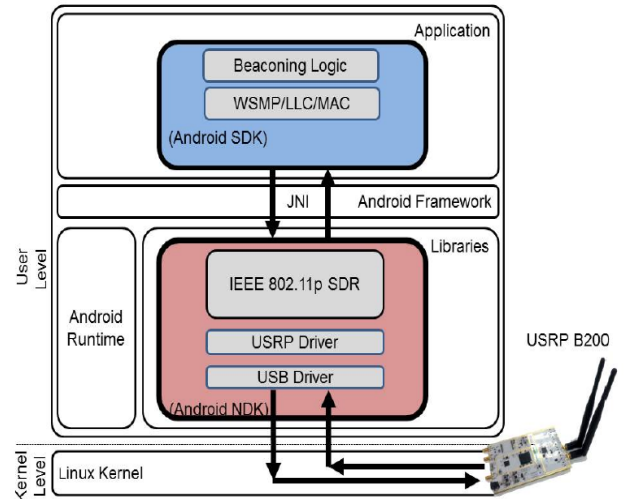 Application
Beaconing Logic
WSMP/LLC/MAC
(Android SDK)
JNI
Android Framework
User
Level
Libraries
IEEE 802.11p SDR
Android
Runtime
USRP Driver
USB Driver
(Android NDK)
USRP B200
Kernel
Level
Linux Kernel